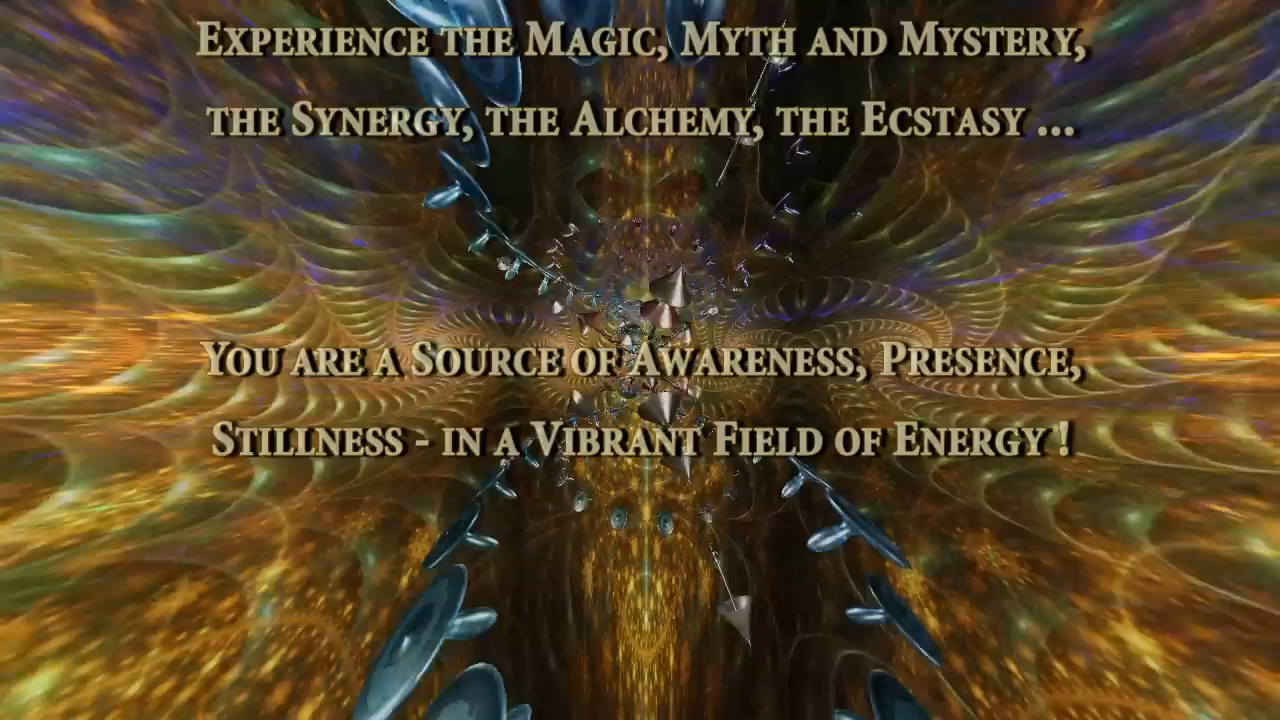 Experience the Magic, Myth and Mystery,
the Synergy, the Alchemy, the Ecstasy ...
You are a Source of Awareness, Presence,
Stillness - in a Vibrant Field of Energy !